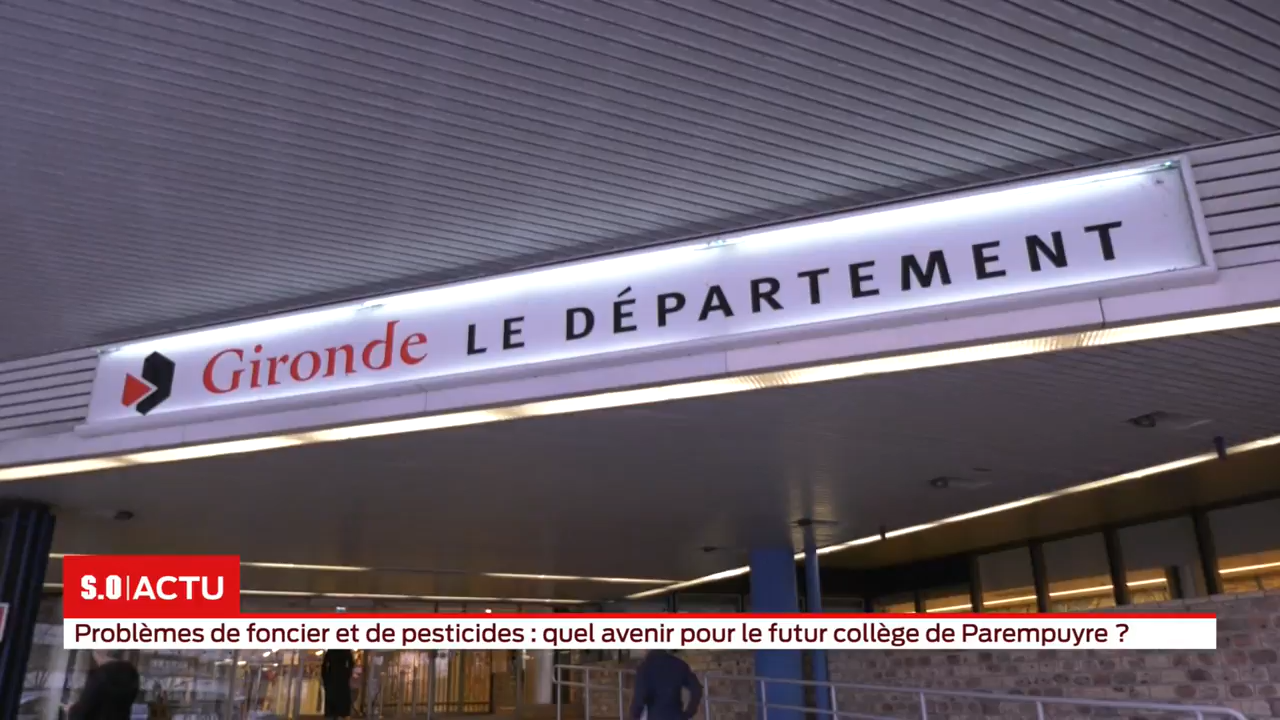 Gironde LE DÉPARTEMENT
S.O ACTU
Problèmes de foncier et de pesticides : quel avenir pour le futur collège de Parempuyre ?